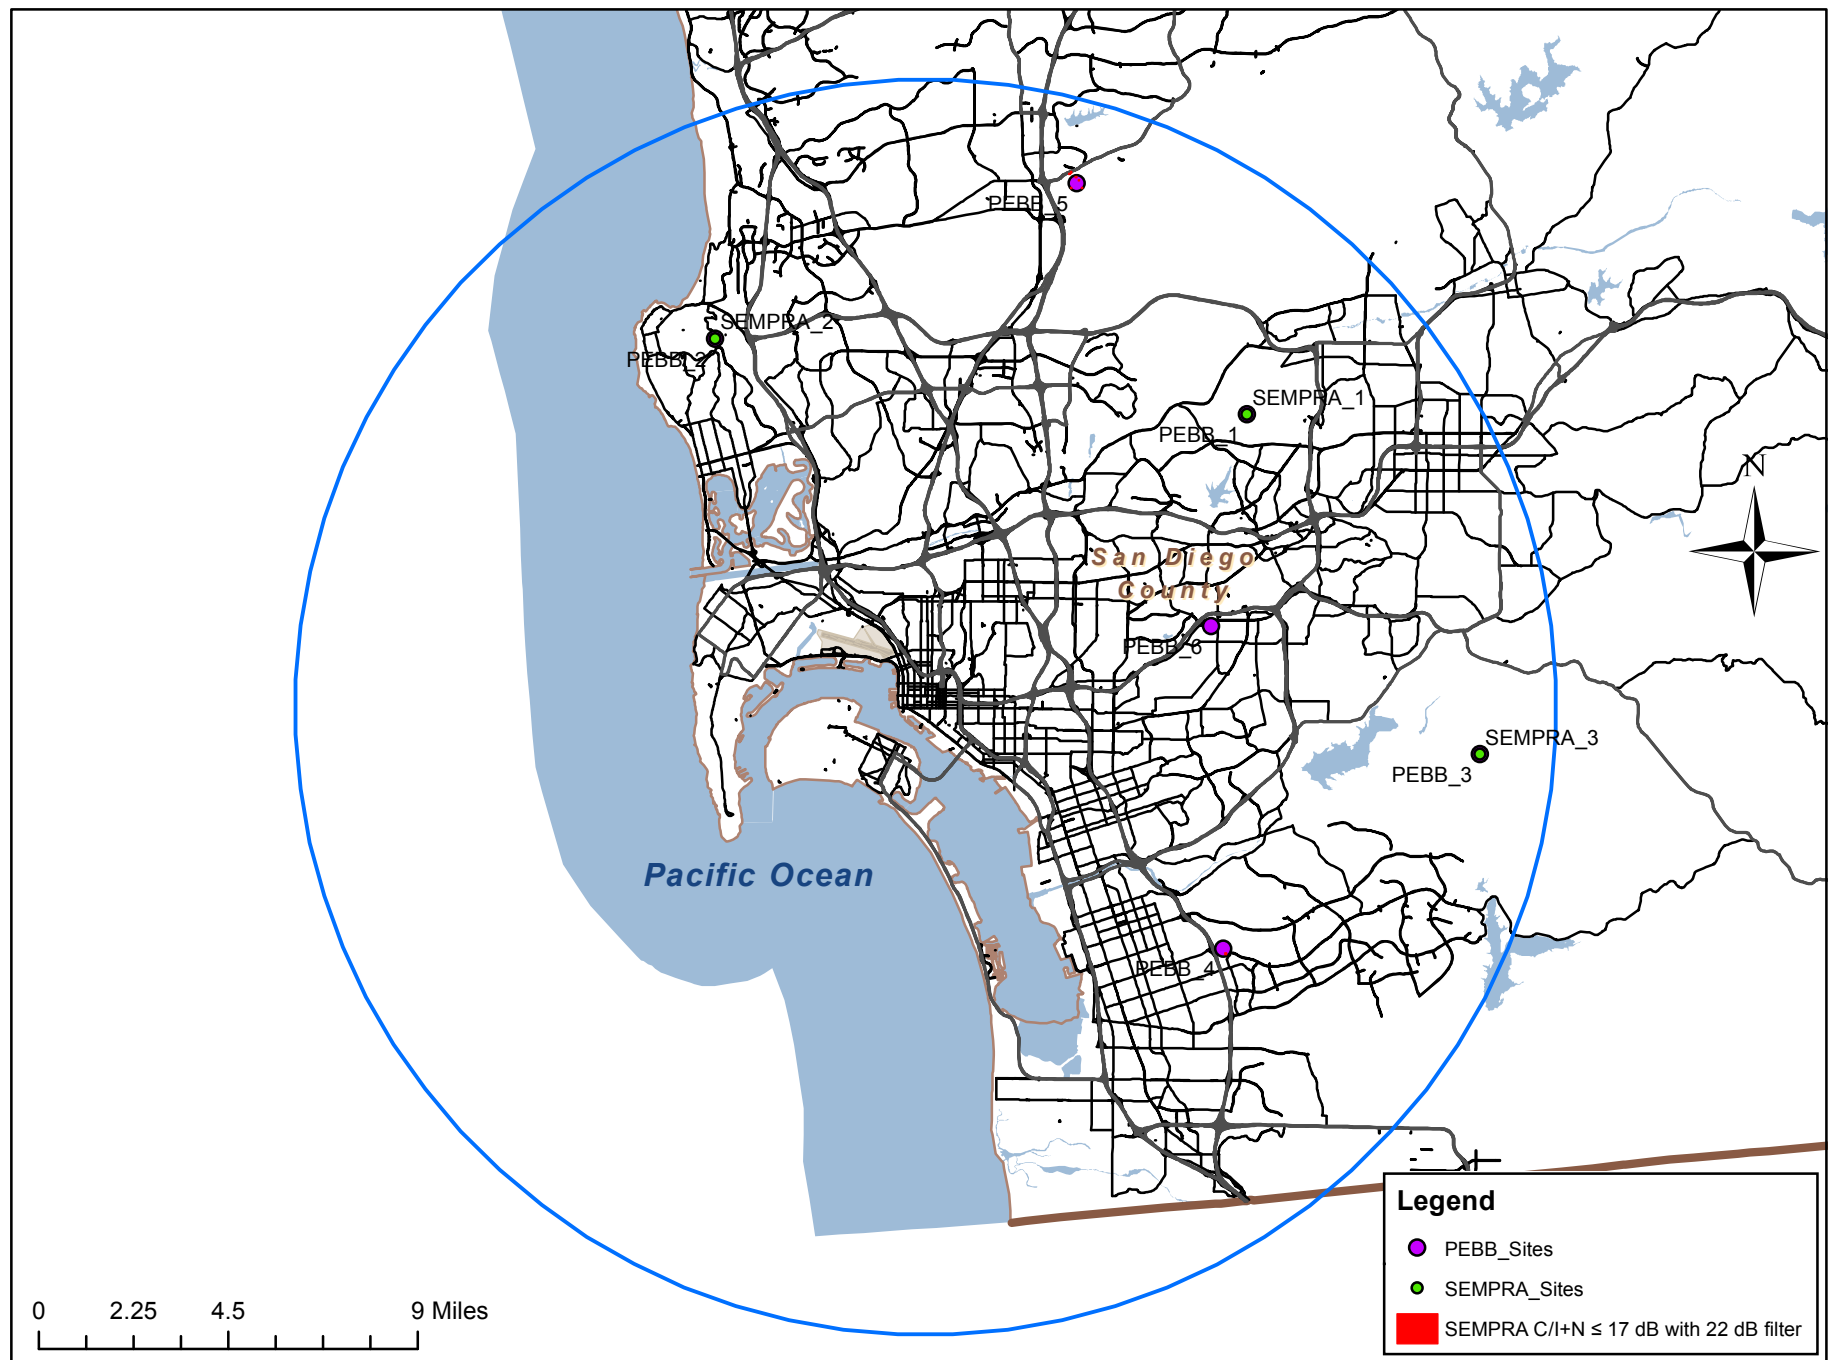 PEBB_5
SEMPRA_2
PEBB_2
SEMPRA_1
PEBB_1
N
San Diego
County
PEBB_6
SEMPRA_3
PEBB_3
Pacific Ocean
PEBB_4
Legend
PEBB_Sites
SEMPRA_Sites
SEMPRA C/I+N ≤ 17 dB with 22 dB filter
0 2.25 4.5 9 Miles